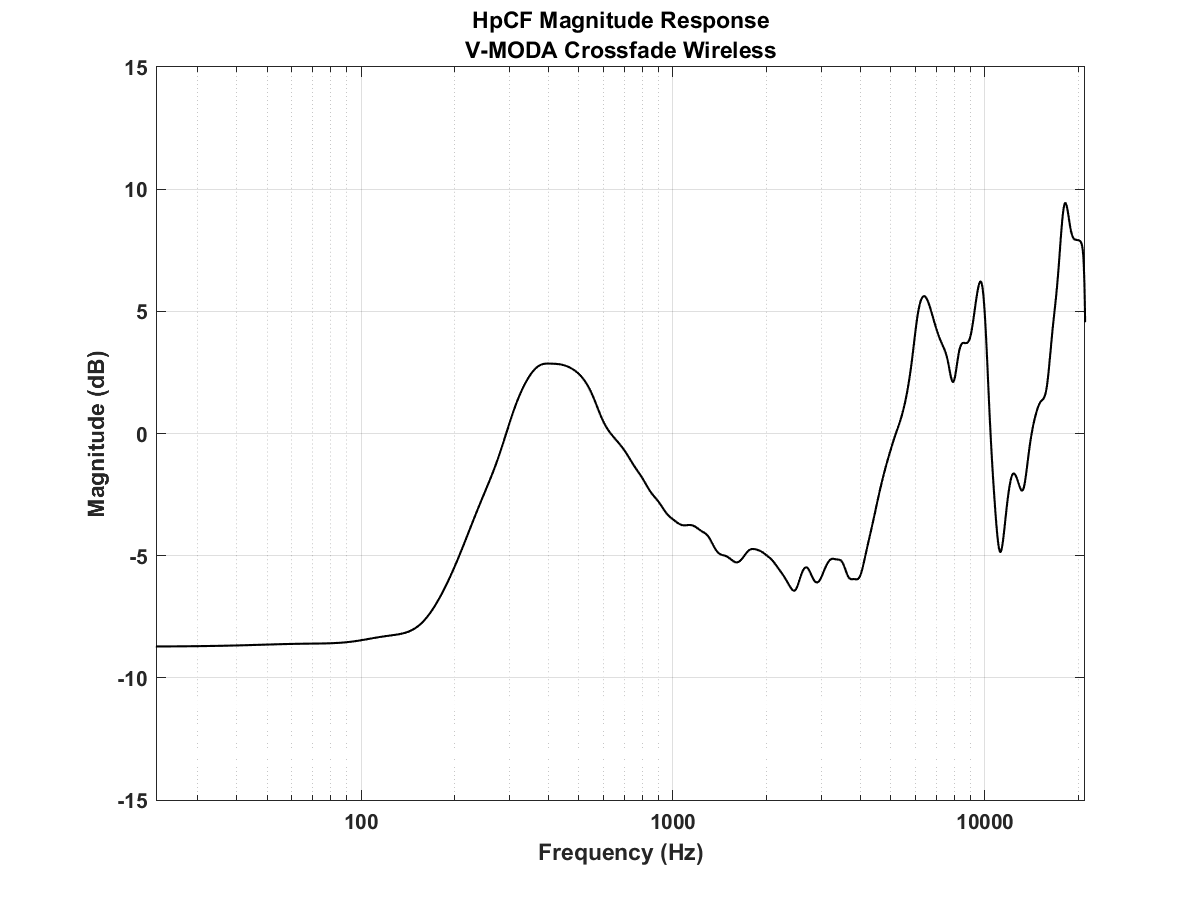 HpCF Magnitude Response
V-MODA Crossfade Wireless
15
10
5
0
-5
-10
-15
Magnitude (dB)
100
1000
10000
Frequency (Hz)